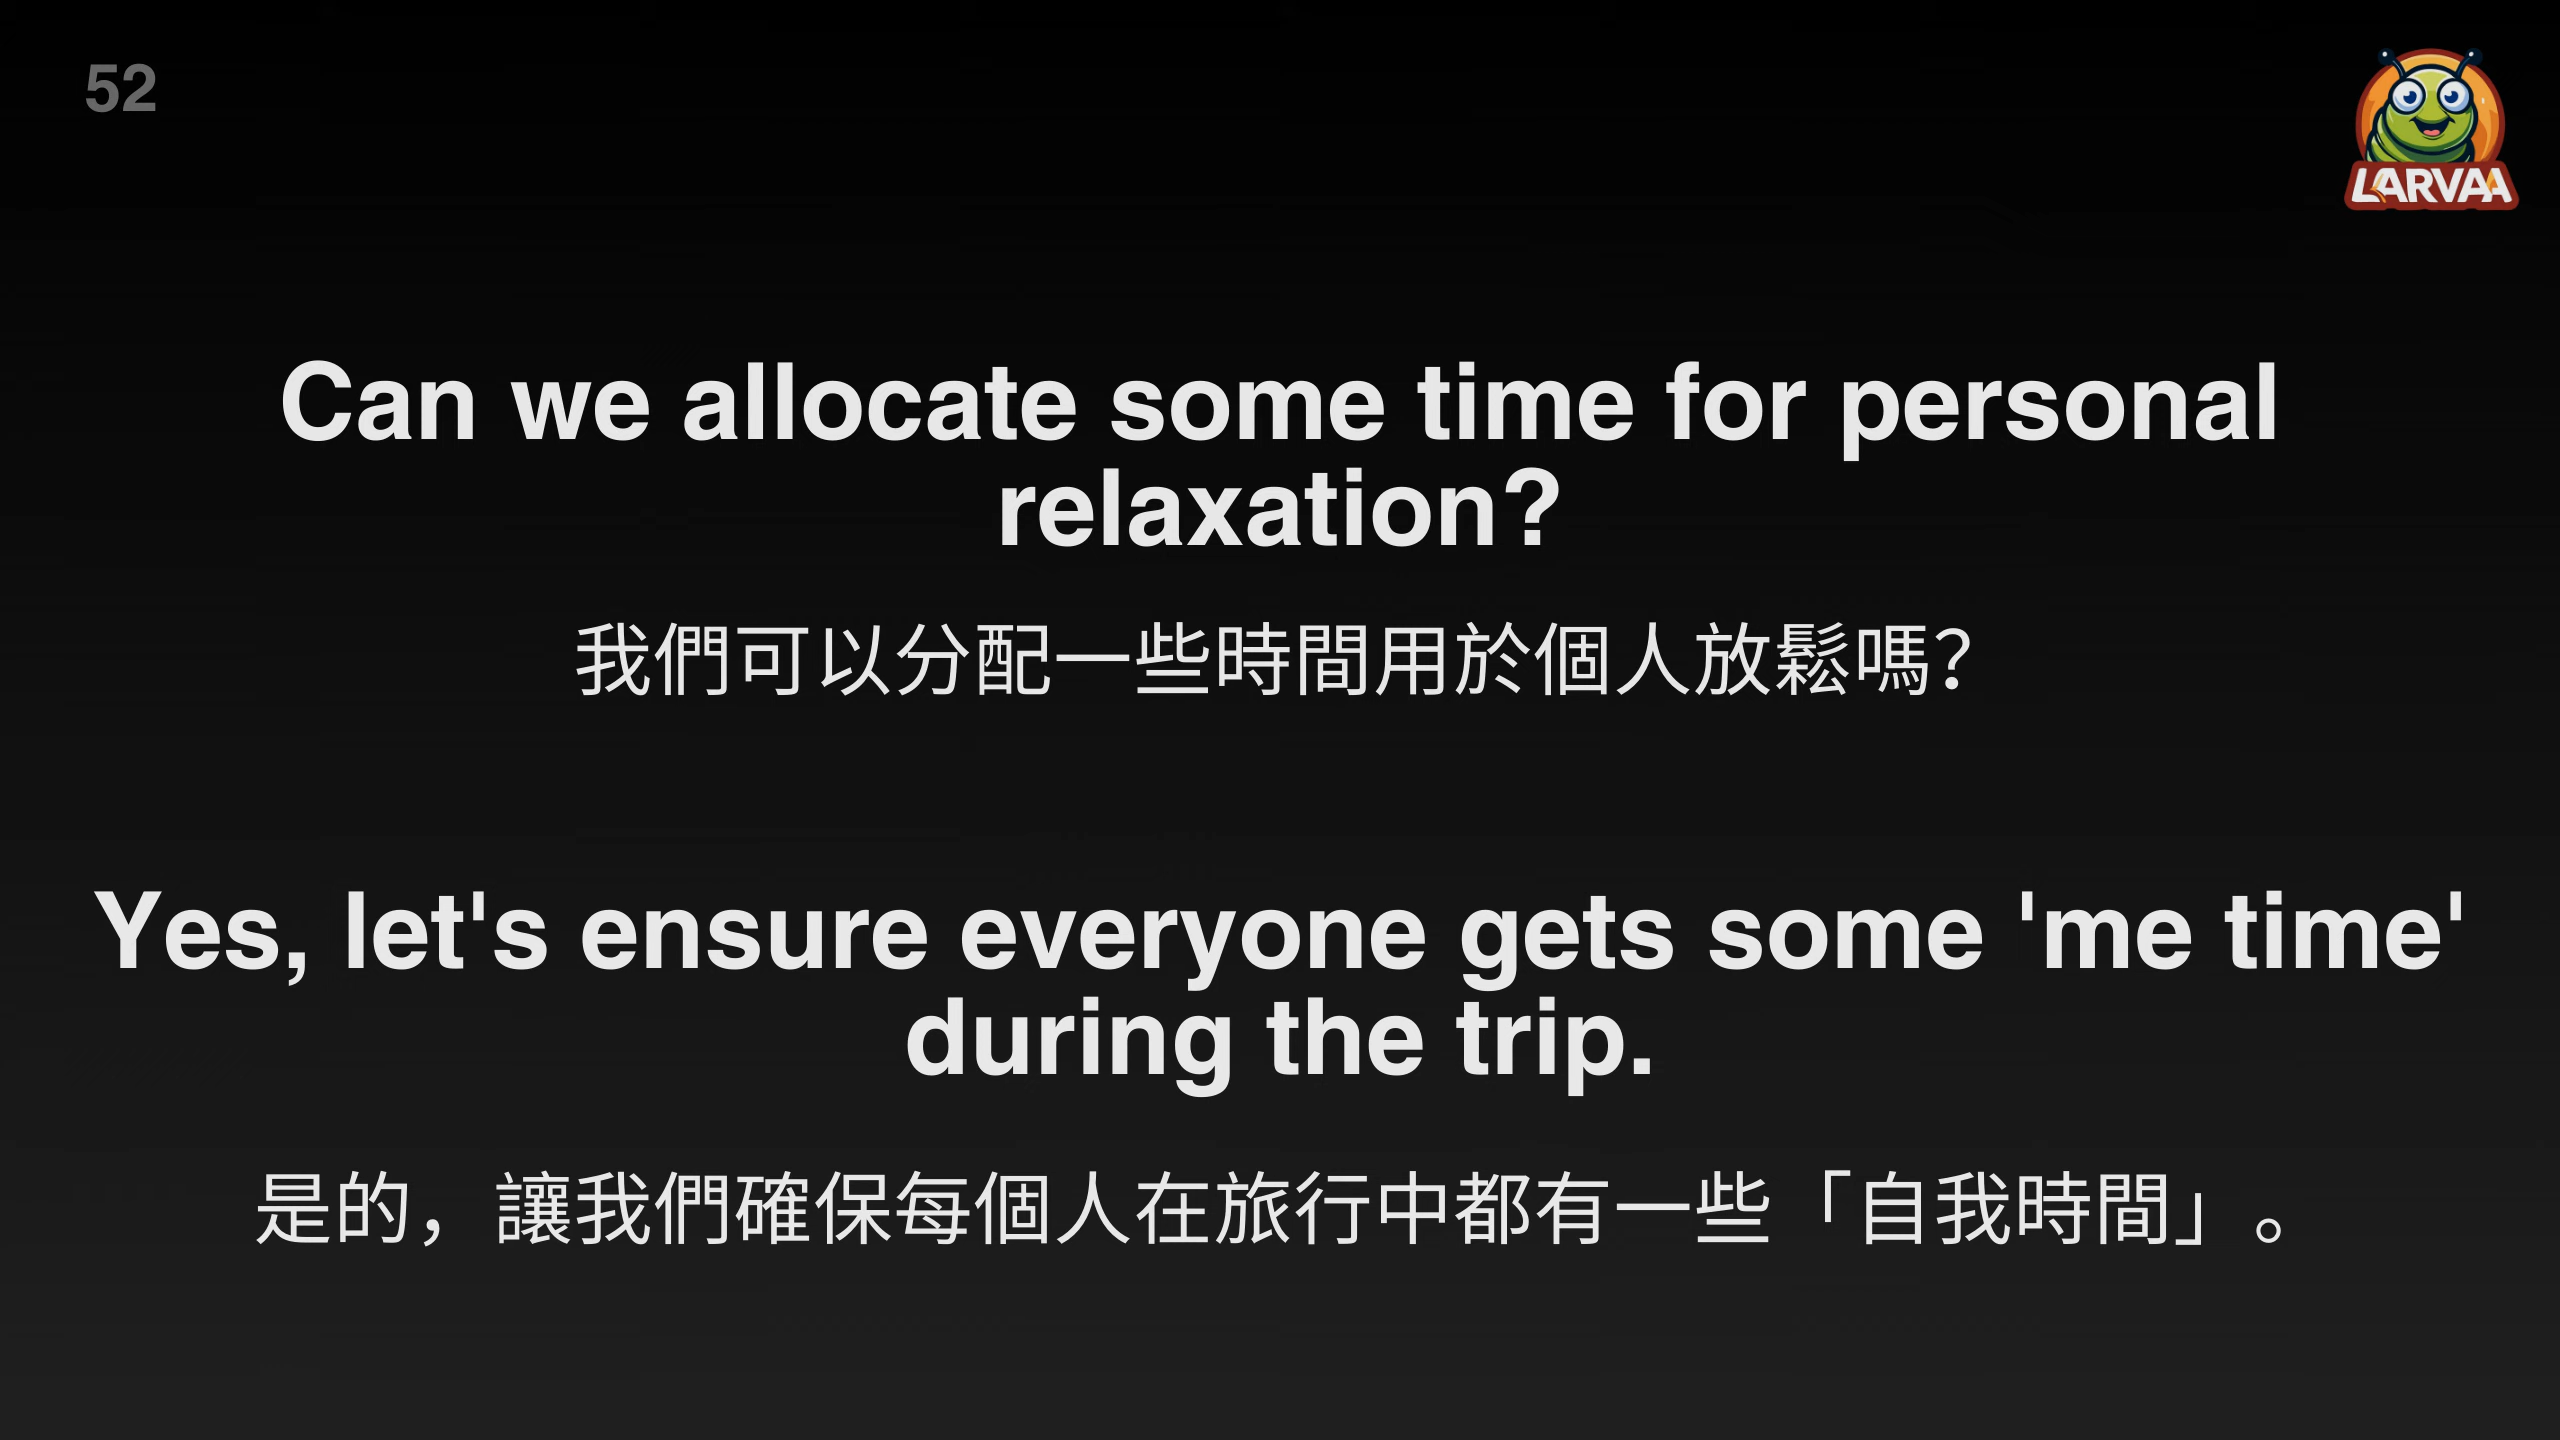 52
LARVAA
Can we allocate some time for personal
relaxation?
我們可以分配一些時間用於個人放鬆嗎?
Yes, let's ensure everyone gets some 'me time'
during the trip.
是的，讓我們確保每個人在旅行中都有一些「自我時間」。